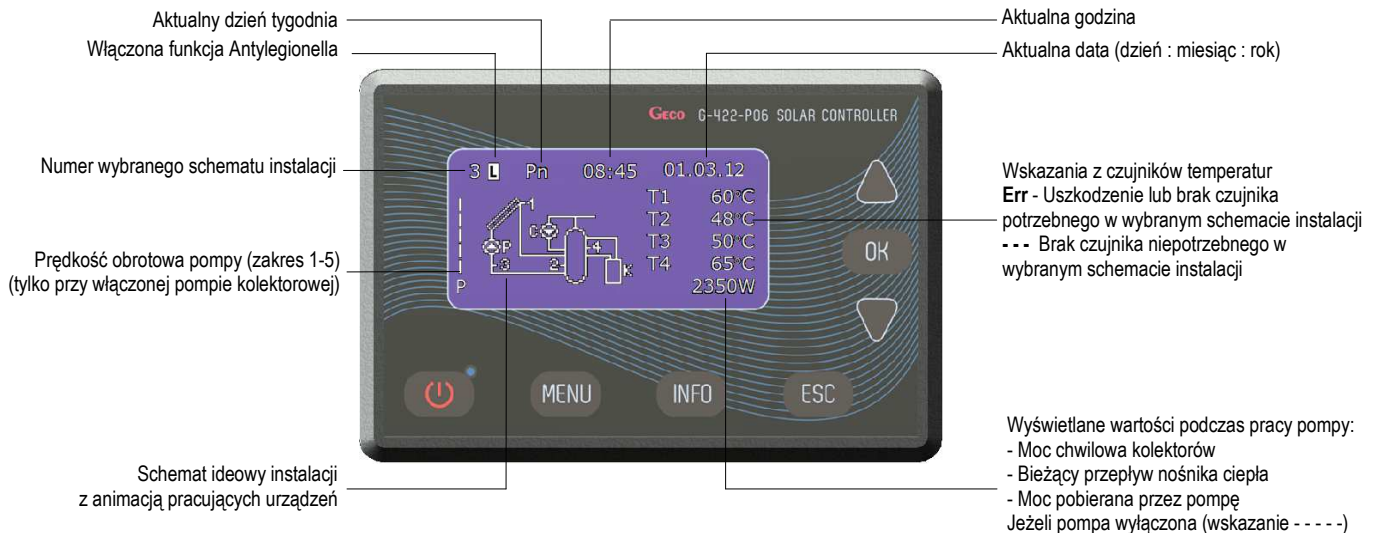 Aktualny dzień tygodnia
Włączona funkcja Antylegionella
Numer wybranego schematu instalacji
Prędkość obrotowa pompy (zakres 1-5)
(tylko przy włączonej pompie kolektorowej)
Schemat ideowy instalacji
z animacją pracujących urządzeń
GECO G-422-P06 SOLAR CONTROLLER
3 L Pn 08:45 01.03.12
T1 60°C
T2 48°C
T3 50°C
T4 65°C
2350W
1
C
P
4
3
2
K
P
OK
MENU
INFO
ESC
Aktualna godzina
Aktualna data (dzień : miesiąc : rok)
Wskazania z czujników temperatur
Err - Uszkodzenie lub brak czujnika
potrzebnego w wybranym schemacie instalacji
- - - Brak czujnika niepotrzebnego w
wybranym schemacie instalacji
Wyświetlane wartości podczas pracy pompy:
- Moc chwilowa kolektorów
- Bieżący przepływ nośnika ciepła
- Moc pobierana przez pompę
Jeżeli pompa wyłączona (wskazanie - - - - -)